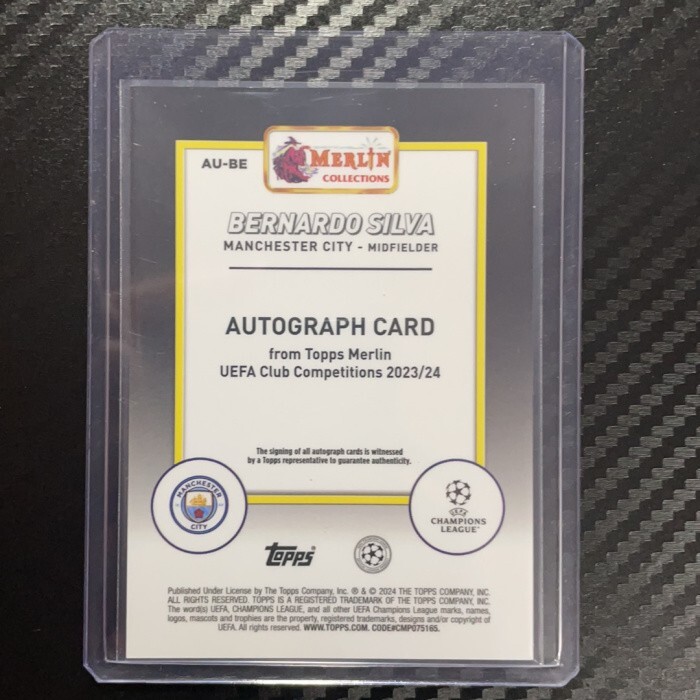 AU-BE
MERLIN
COLLECTIONS
BERNARDO SILVA
MANCHESTER CITY - MIDFIELDER
AUTOGRAPH CARD
from Topps Merlin
UEFA Club Competitions 2023/24
The signing of all autograph cards is witnessed
by a Topps representative to guarantee authenticity.
MANCHESTER
CITY
UEFA
CHAMPIONS
LEAGUE
topps
Published Under License by The Topps Company, Inc. ® & © 2024 THE TOPPS COMPANY, INC.
ALL RIGHTS RESERVED. TOPPS IS A REGISTERED TRADEMARK OF THE TOPPS COMPANY, INC.
The word(s) UEFA, CHAMPIONS LEAGUE, and all other UEFA Champions League marks, names,
logos, mascots and trophies are the property, registered trademarks, designs and/or copyright of
UEFA. All rights reserved. WWW.TOPPS.COM. CODE#CMP075165.